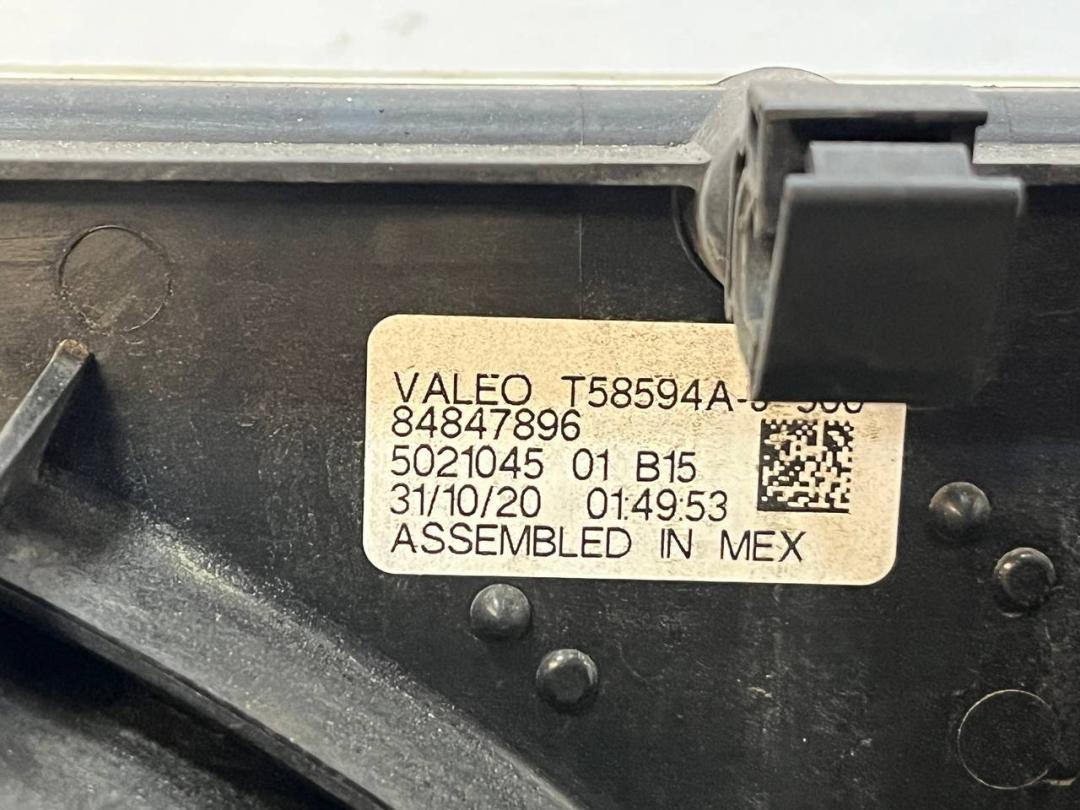 VALEO T58594A-
84847896
5021045 01 B15
31/10/20 01:49:53
ASSEMBLED IN MEX